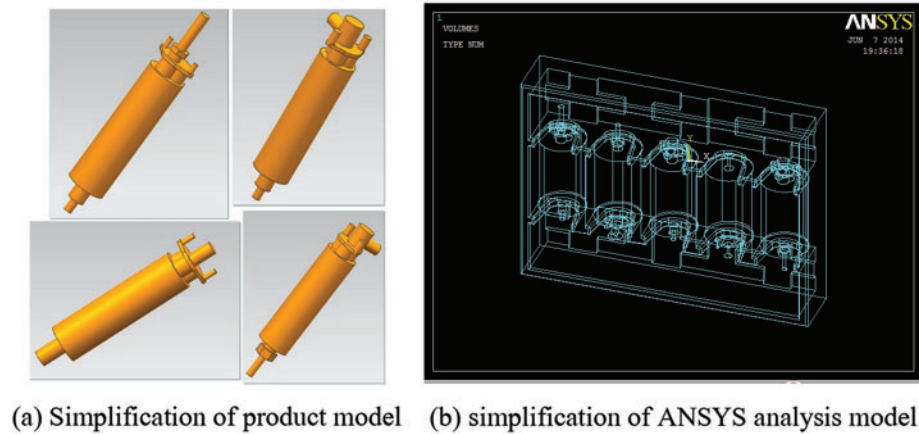 1
VOLUMES
TYPE NUM
ANSYS
JUN 7 2014
19:36:18
Y
X
(a) Simplification of product model (b) simplification of ANSYS analysis model